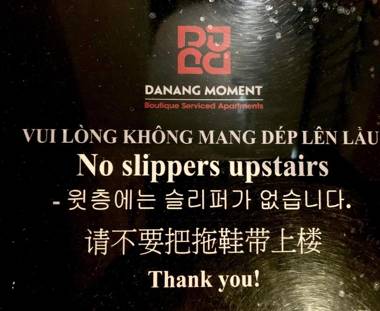 DANANG MOMENT
Boutique Serviced Apartments
VUI LÒNG KHÔNG MANG DÉP LÊN LẦU
No slippers upstairs
- 윗층에는 슬리퍼가 없습니다.
请不要把拖鞋带上楼
Thank you!